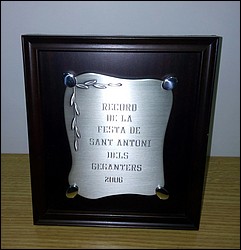 RECORD
DE LA
FESTA DE
SANT ANTONI
DELS
GEGANTERS
2006